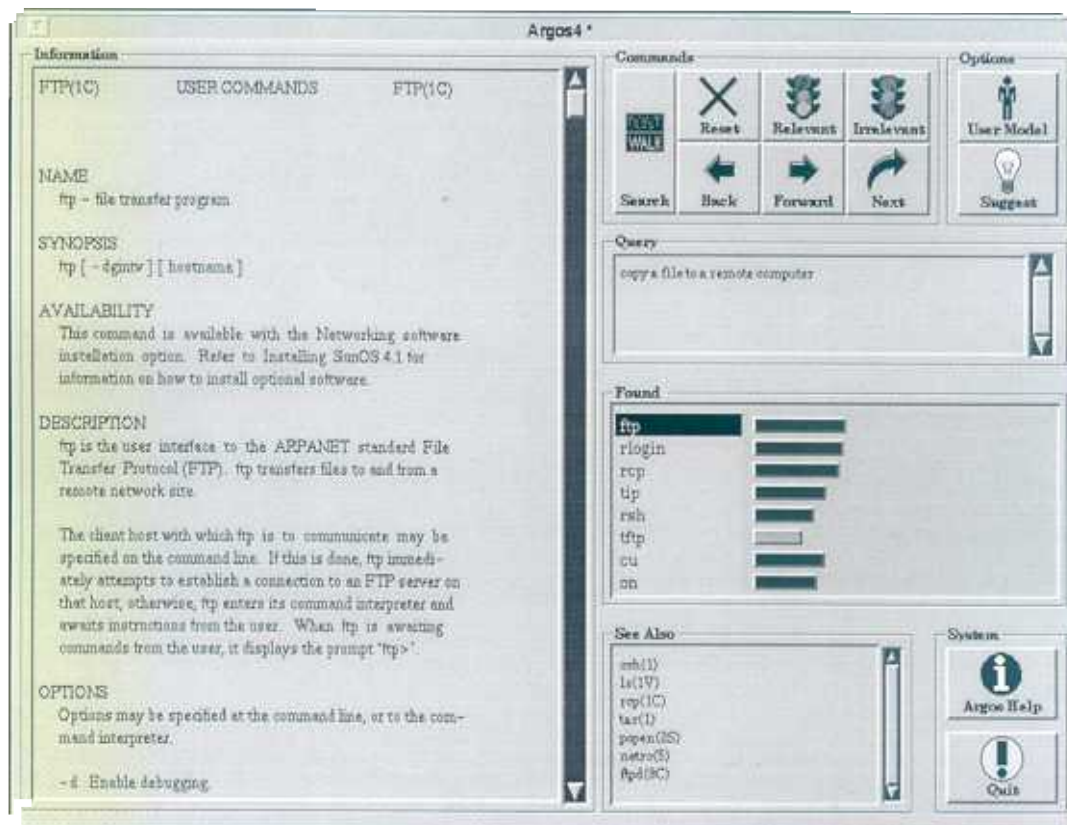 Argos4 *
Information
FTP(1C) USER COMMANDS FTP(1C)
NAME
ftp - file transfer program
SYNOPSIS
ftp [ - dgintv ] [ hostname ]
AVAILABILITY
This command is available with the Networking software
installation option. Refer to Installing SunOS 4.1 for
information on how to install optional software.
DESCRIPTION
ftp is the user interface to the ARPANET standard File
Transfer Protocol (FTP). ftp transfers files to and from a
remote network site.
The client host with which ftp is to communicate may be
specified on the command line. If this is done, ftp immedi-
ately attempts to establish a connection to an FTP server on
that host, otherwise, ftp enters its command interpreter and
awaits instructions from the user. When ftp is awaiting
commands from the user, it displays the prompt 'ftp>'.
OPTIONS
Options may be specified at the command line, or to the com-
mand interpreter.
-d Enable debugging.
Commands
WALK
Search
Reset
Relevant
Irrelevant
Back
Forward
Next
Options
User Model
Suggest
Query
copy a file to a remote computer
Found
ftp
rlogin
rcp
tip
rsh
tftp
cu
on
See Also
csh(1)
ls(1V)
rcp(1C)
tar(1)
popen(3S)
netrc(5)
ftpd(8C)
System
Argos Help
Quit